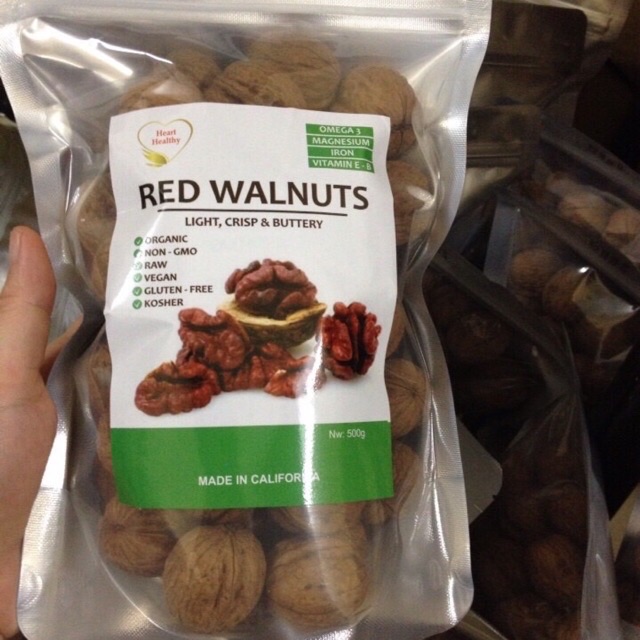 Heart
Healthy
OMEGA 3
MAGNESIUM
IRON
VITAMIN E - B
RED WALNUTS
LIGHT, CRISP & BUTTERY
ORGANIC
NON - GMO
RAW
VEGAN
GLUTEN - FREE
KOSHER
Nw: 500g
MADE IN CALIFORNIA